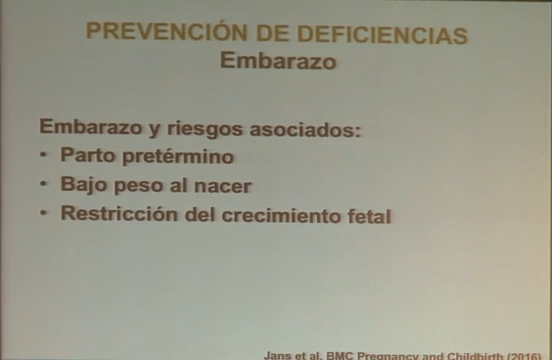 PREVENCIÓN DE DEFICIENCIAS
Embarazo
Embarazo y riesgos asociados:
• Parto pretérmino
• Bajo peso al nacer
• Restricción del crecimiento fetal
Jans et al. BMC Pregnancy and Childbirth (2016)